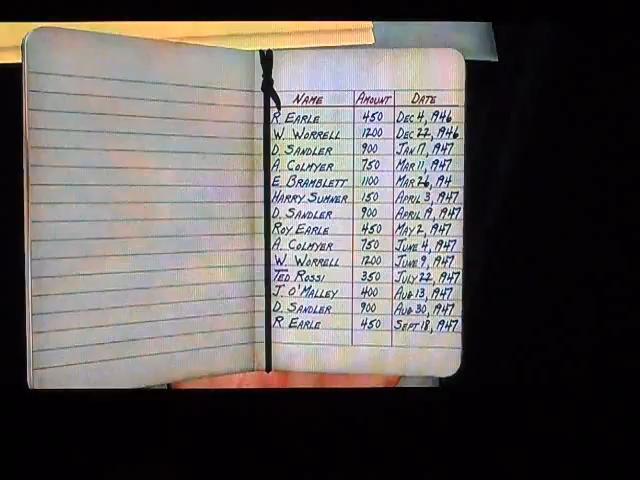 NAME AMOUNT DATE
R EARLE 450 DEC 4, 1946
W. WORRELL 1200 DEC 22, 1946
D. SANDLER 900 JAN 17, 1947
A. COLMYER 750 MAR 11, 1947
E. BRAMBLETT 1100 MAR 26, 194
HARRY SUMNER 150 APRIL 3, 1947
D. SANDLER 900 APRIL 19, 1947
ROY EARLE 450 MAY 2, 1947
A. COLMYER 750 JUNE 4, 1947
W. WORRELL 1200 JUNE 9, 1947
TED ROSSI 350 JULY 22, 1947
J. O'MALLEY 400 AUG 13, 1947
D. SANDLER 900 AUG 30, 1947
R EARLE 450 SEPT 18, 1947